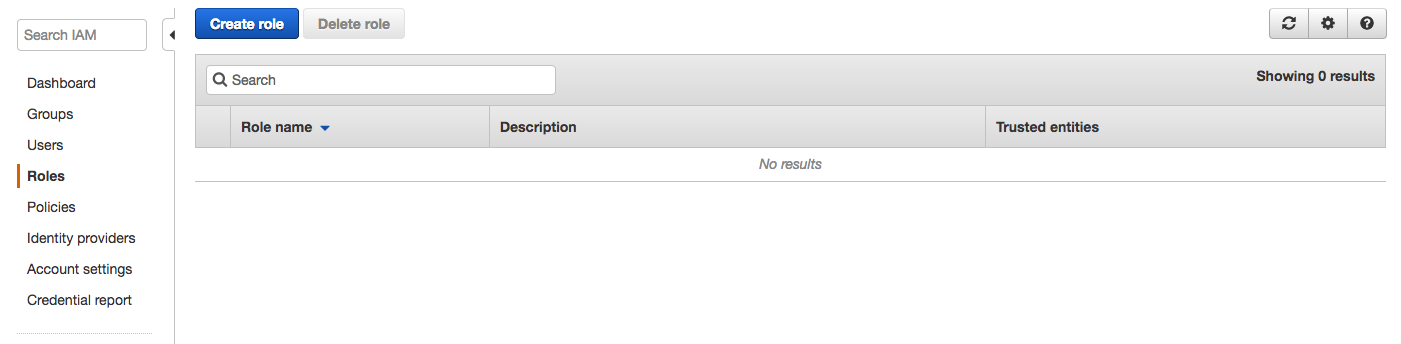 Search IAM
Dashboard
Groups
Users
Roles
Policies
Identity providers
Account settings
Credential report
Create role
Delete role
Search
Showing 0 results
Role name
Description
Trusted entities
No results